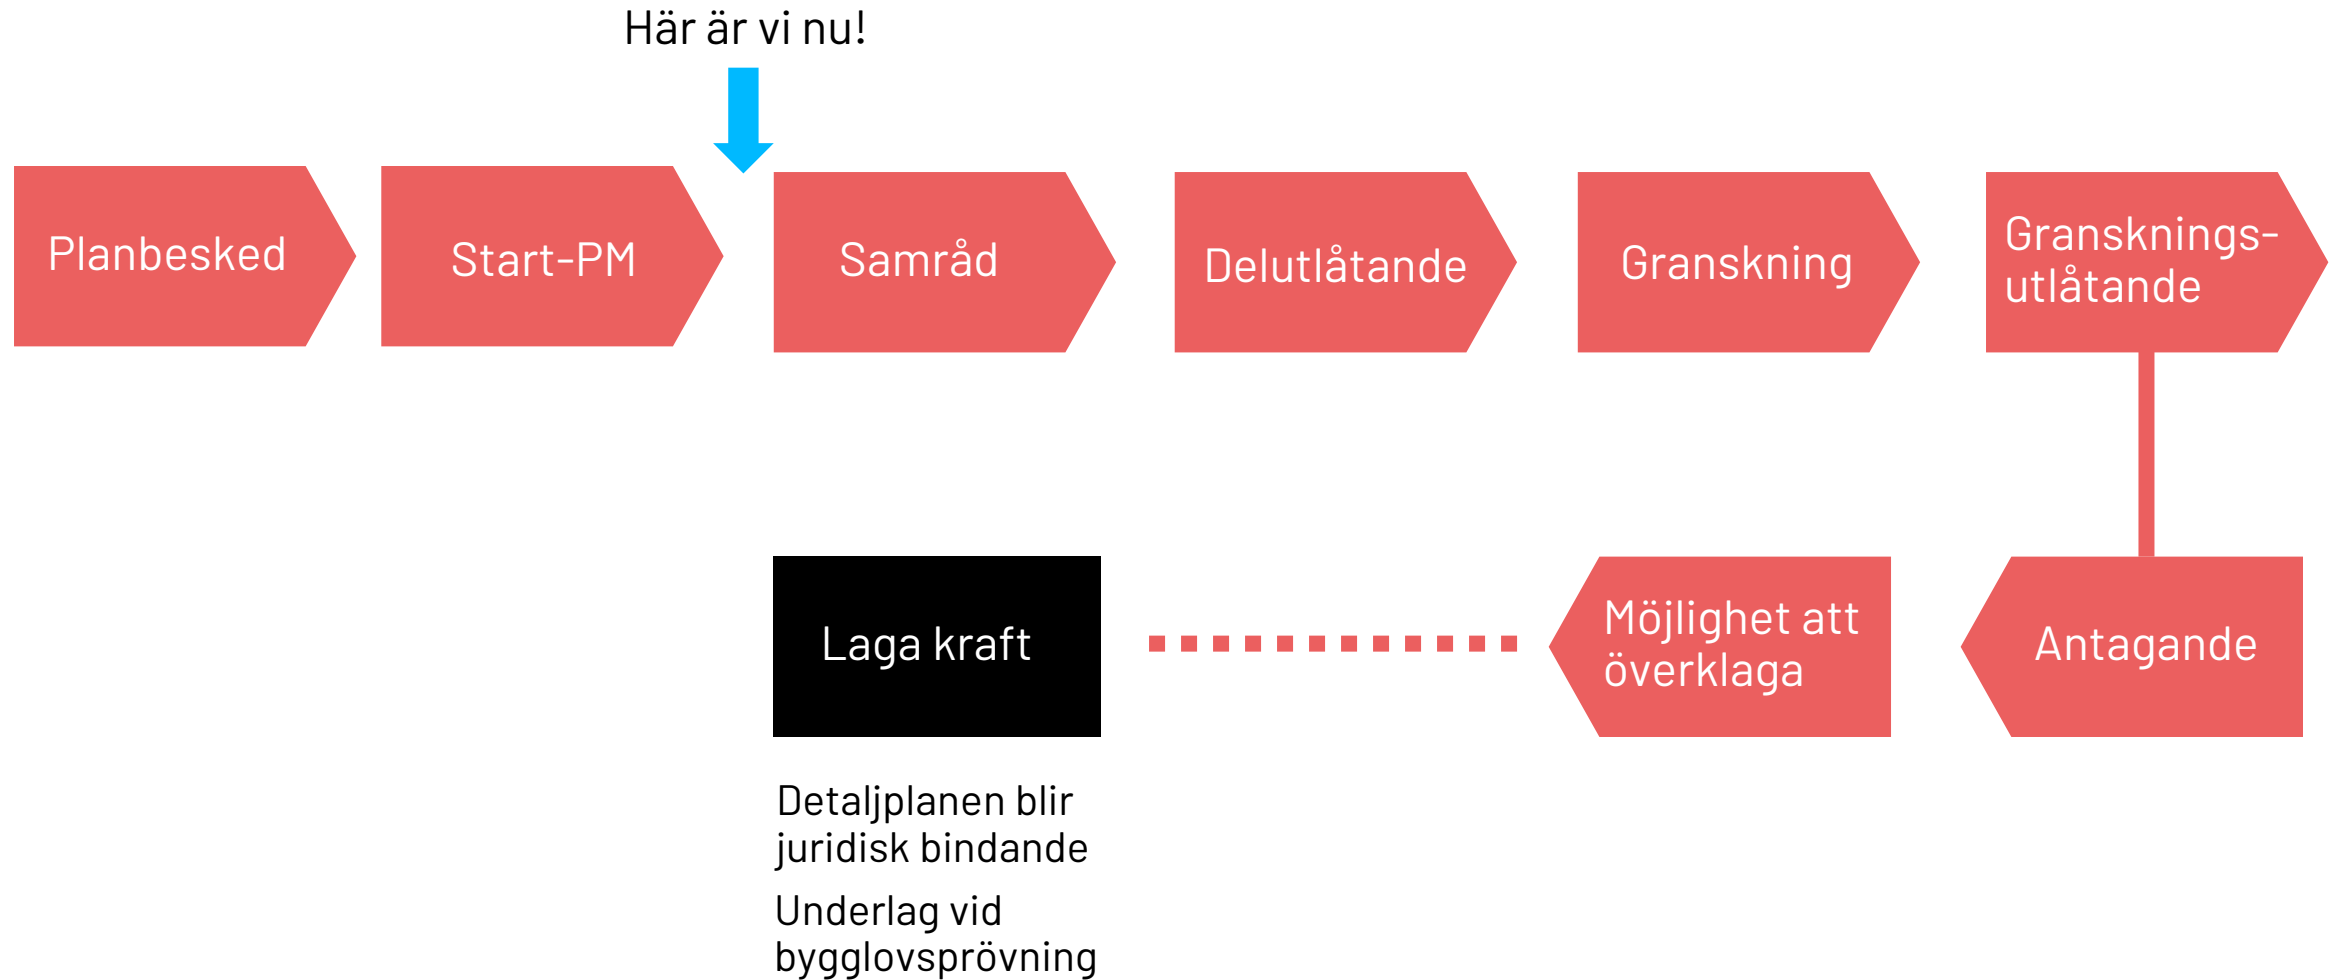 Här är vi nu!
Planbesked
Start-PM
Samråd
Delutlåtande
Granskning
Gransknings-
utlåtande
Laga kraft
Möjlighet att
överklaga
Antagande
Detaljplanen blir
juridisk bindande
Underlag vid
bygglovsprövning